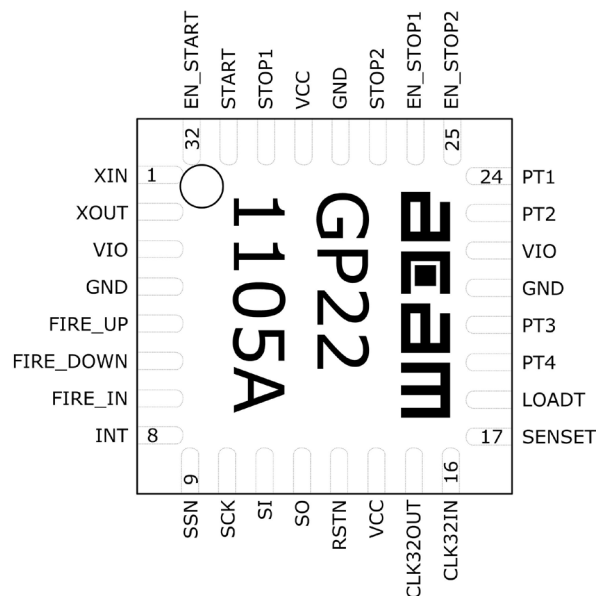 EN_START
START
STOP1
VCC
GND
STOP2
EN_STOP1
EN_STOP2
32
25
XIN
1
XOUT
VIO
GND
FIRE_UP
FIRE_DOWN
FIRE_IN
INT
8
acam
GP22
1105A
24
PT1
PT2
VIO
GND
PT3
PT4
LOADT
17
SENSET
9
16
SSN
SCK
SI
SO
RSTN
VCC
CLK32OUT
CLK32IN